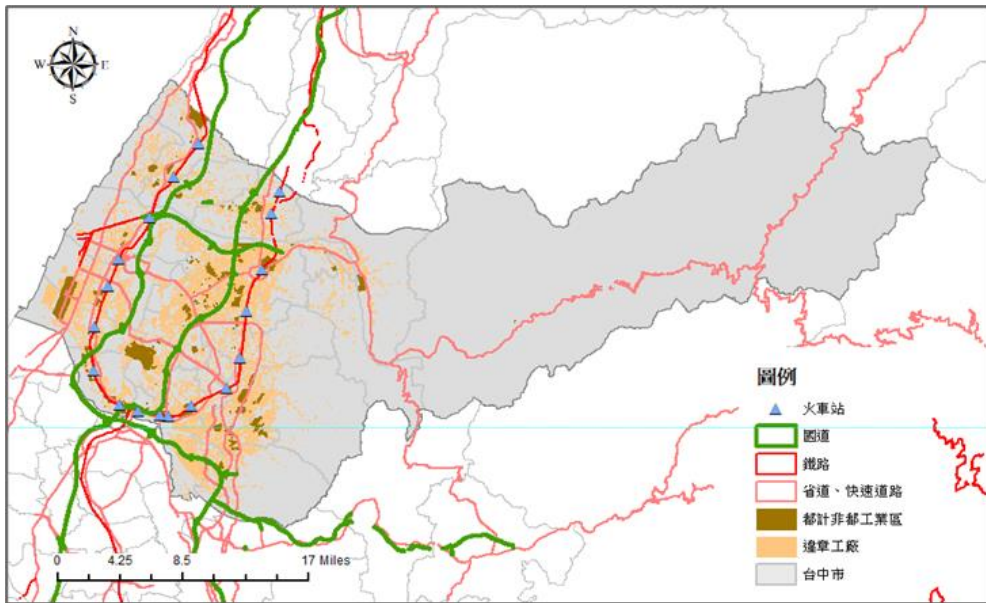 N
W E
S
圖例
火車站
國道
鐵路
省道、快速道路
都計非都工業區
違章工廠
台中市
0 4.25 8.5 17 Miles